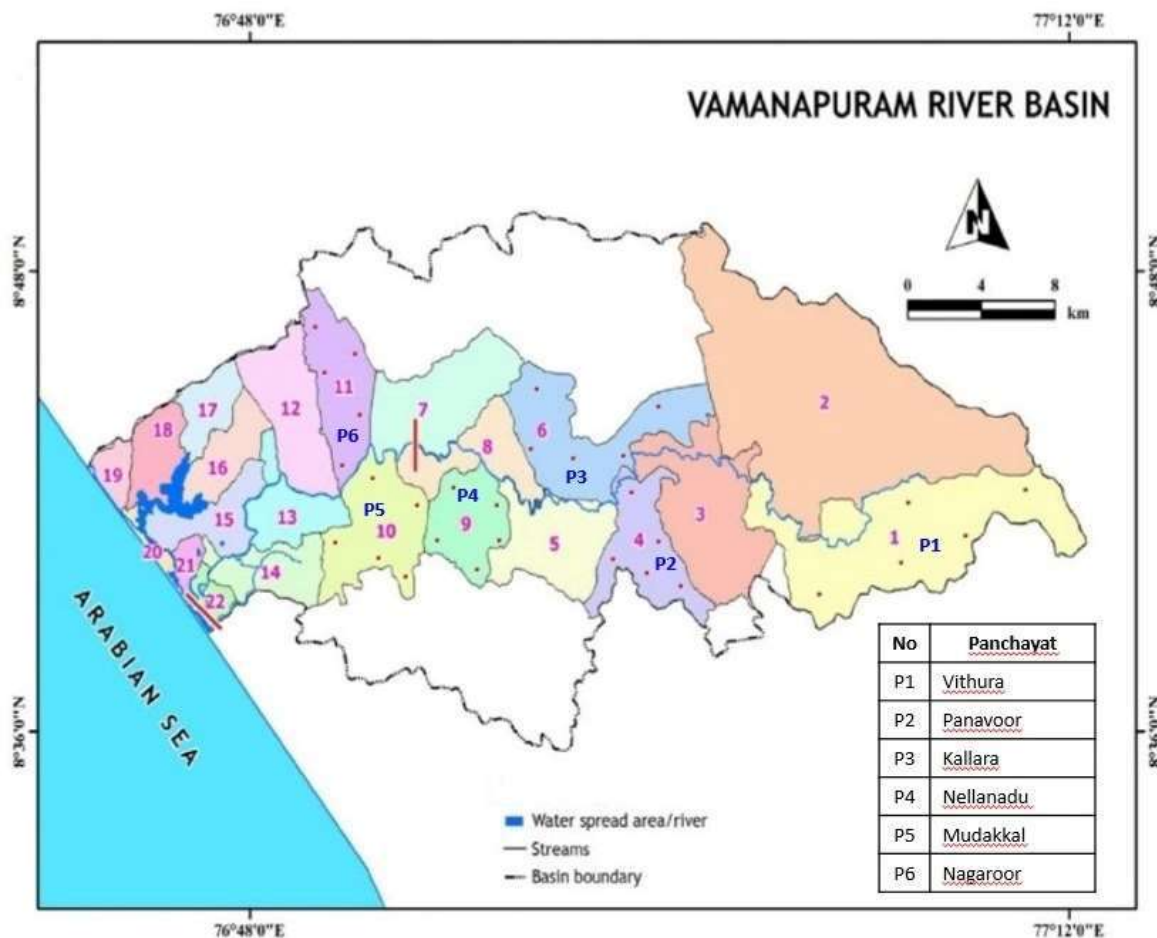 76°48'0"E
77°12'0"E
VAMANAPURAM RIVER BASIN
N
8°48'0"N
8°48'0"N
0 4 8
km
11
2
17
12
7
18
6
P6
8
16
19
P3
P4
P5
3
15
13
10
9
5
4
1
P1
20
21
14
P2
22
ARABIAN SEA
No Panchayat
P1 Vithura
P2 Panavoor
P3 Kallara
P4 Nellanadu
P5 Mudakkal
P6 Nagaroor
8°36'0"N
8°36'0"N
Water spread area/river
Streams
Basin boundary
76°48'0"E
77°12'0"E